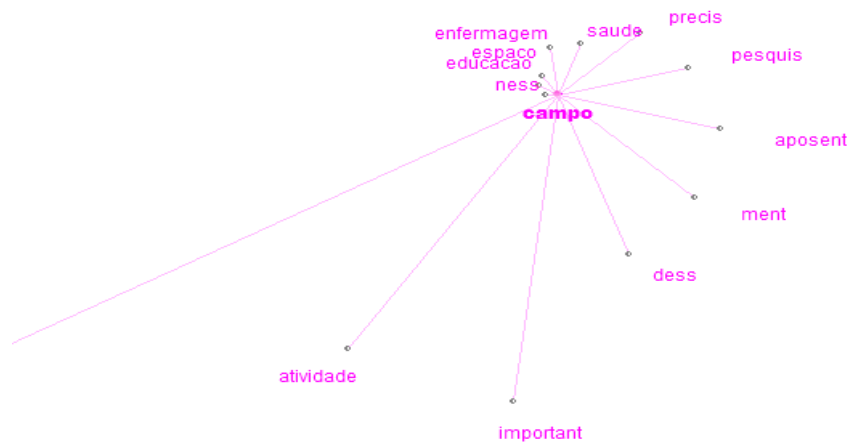 precis
saude
enfermagem
espaco
pesquis
educacao
ness
campo
aposent
ment
dess
atividade
important